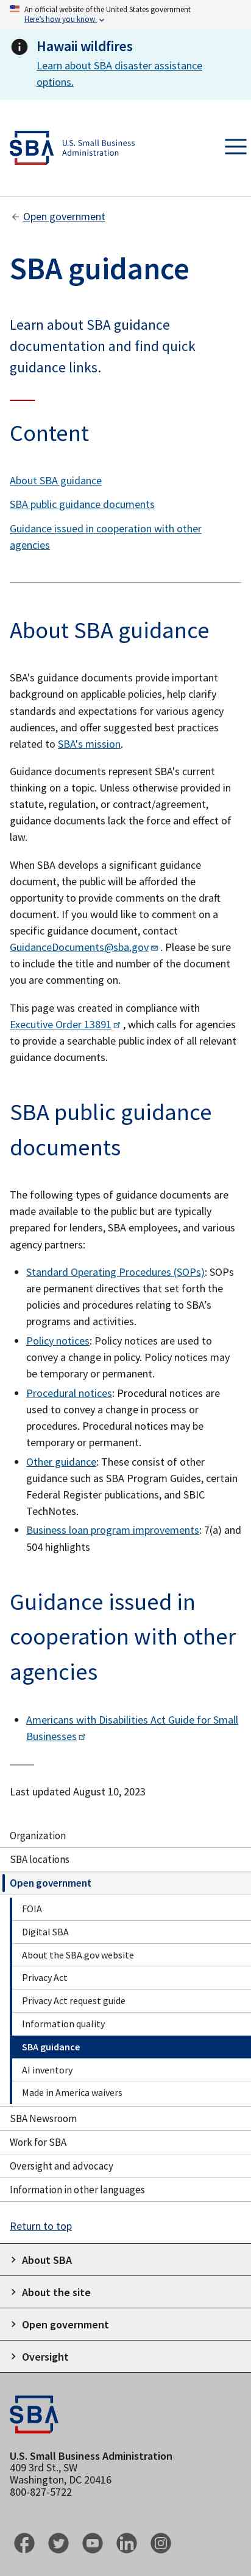 An official website of the United States government
Here's how you know
Hawaii wildfires
Learn about SBA disaster assistance
options.
SBA
U.S. Small Business
Administration
Open government
SBA guidance
Learn about SBA guidance
documentation and find quick
guidance links.
Content
About SBA guidance
SBA public guidance documents
Guidance issued in cooperation with other
agencies
About SBA guidance
SBA's guidance documents provide important
background on applicable policies, help clarify
standards and expectations for various agency
audiences, and offer suggested best practices
related to SBA's mission.
Guidance documents represent SBA's current
thinking on a topic. Unless otherwise provided in
statute, regulation, or contract/agreement,
guidance documents lack the force and effect of
law.
When SBA develops a significant guidance
document, the public will be afforded the
opportunity to provide comments on the draft
document. If you would like to comment on a
specific guidance document, contact
GuidanceDocuments@sba.gov . Please be sure
to include the title and number of the document
you are commenting on.
This page was created in compliance with
Executive Order 13891 , which calls for agencies
to provide a searchable public index of all relevant
guidance documents.
SBA public guidance
documents
The following types of guidance documents are
made available to the public but are typically
prepared for lenders, SBA employees, and various
agency partners:
• Standard Operating Procedures (SOPs): SOPs
are permanent directives that set forth the
policies and procedures relating to SBA's
programs and activities.
• Policy notices: Policy notices are used to
convey a change in policy. Policy notices may
be temporary or permanent.
• Procedural notices: Procedural notices are
used to convey a change in process or
procedures. Procedural notices may be
temporary or permanent.
• Other guidance: These consist of other
guidance such as SBA Program Guides, certain
Federal Register publications, and SBIC
TechNotes.
• Business loan program improvements: 7(a) and
504 highlights
Guidance issued in
cooperation with other
agencies
• Americans with Disabilities Act Guide for Small
Businesses
Last updated August 10, 2023
Organization
SBA locations
Open government
FOIA
Digital SBA
About the SBA.gov website
Privacy Act
Privacy Act request guide
Information quality
SBA guidance
AI inventory
Made in America waivers
SBA Newsroom
Work for SBA
Oversight and advocacy
Information in other languages
Return to top
About SBA
About the site
Open government
Oversight
SBA
U.S. Small Business Administration
409 3rd St., SW
Washington, DC 20416
800-827-5722